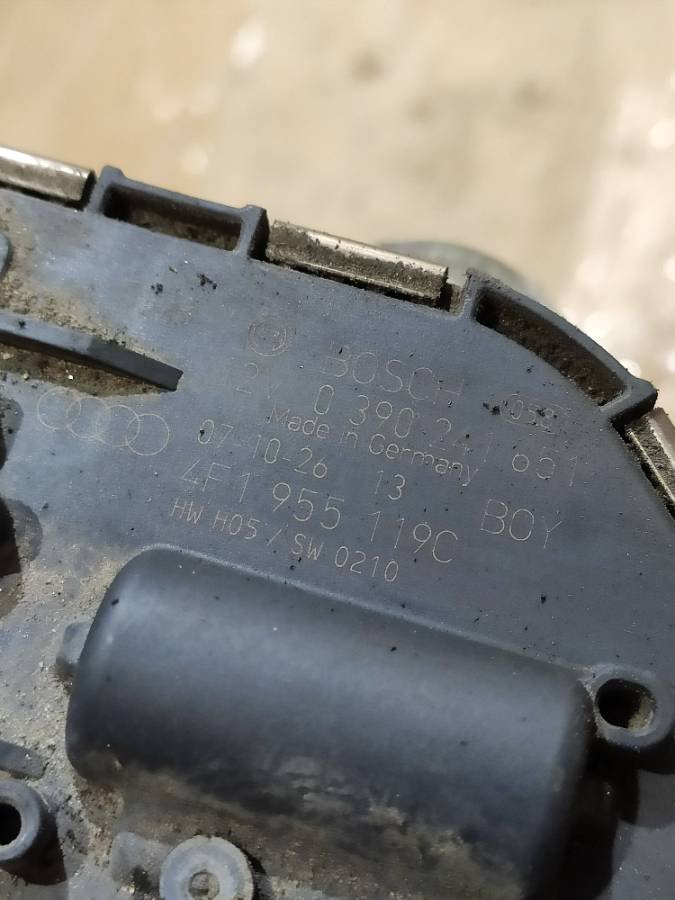 BOSCH
12V 0 390 241 651
Made in Germany
07-10-26 13 BOY
4F1 955 119C
HW H05 / SW 0210